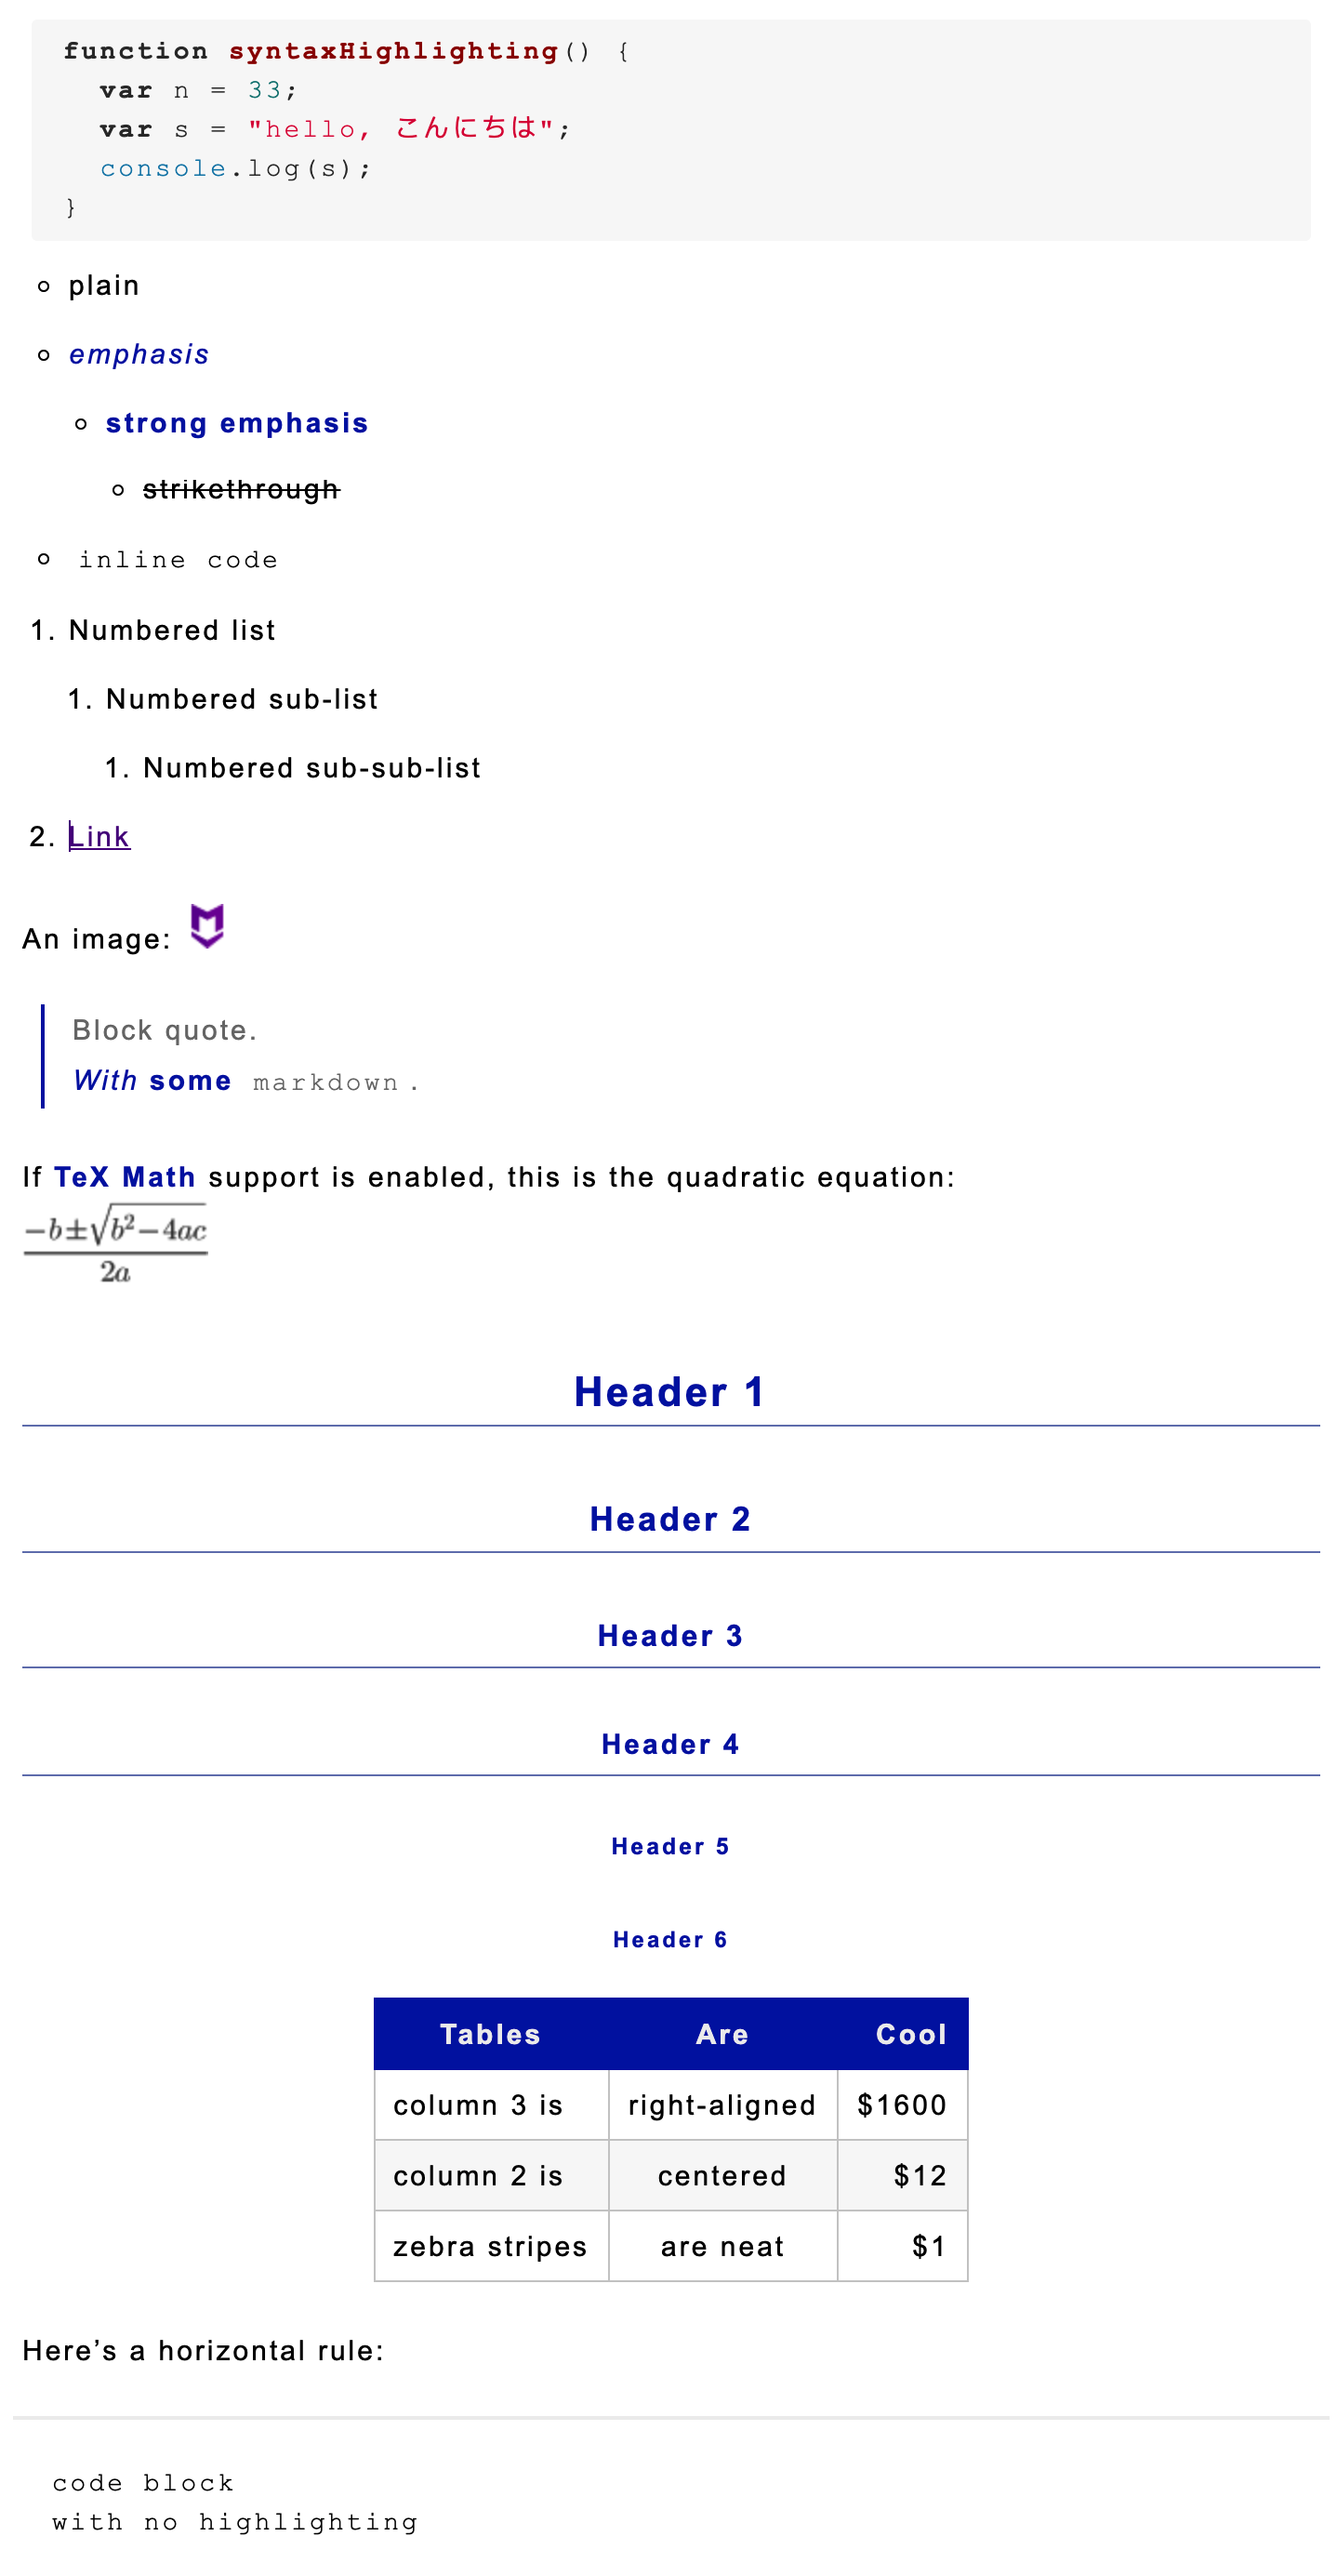 function syntaxHighlighting() {
  var n = 33;
  var s = "hello, こんにちは";
  console.log(s);
}
plain
emphasis
strong emphasis
strikethrough
inline code
1. Numbered list
1. Numbered sub-list
1. Numbered sub-sub-list
2. Link
An image:
Block quote.
With some markdown.
If TeX Math support is enabled, this is the quadratic equation:
−b±√b²−4ac
2a
Header 1
Header 2
Header 3
Header 4
Header 5
Header 6
Tables Are Cool
column 3 is right-aligned $1600
column 2 is centered $12
zebra stripes are neat $1
Here’s a horizontal rule:
code block
with no highlighting